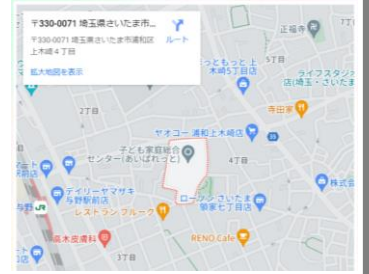 〒330-0071 埼玉県さいたま市...
〒330-0071 埼玉県さいたま市浦和区
上木崎4丁目
ルート
拡大地図を表示
正福寺
上木崎5丁目店
ライフスタジ
店(埼玉・さいたま
2丁目
寺田家
ヤオコー 浦和上木崎店
子ども家庭総合
センター(あいぱれっと)
4丁目
デイリーヤマザキ
与野駅前店
ローソン さいたま
領家七丁目店
株式会
JR
レストラン フルーク
高木皮膚科
RENO Cafe
3丁目